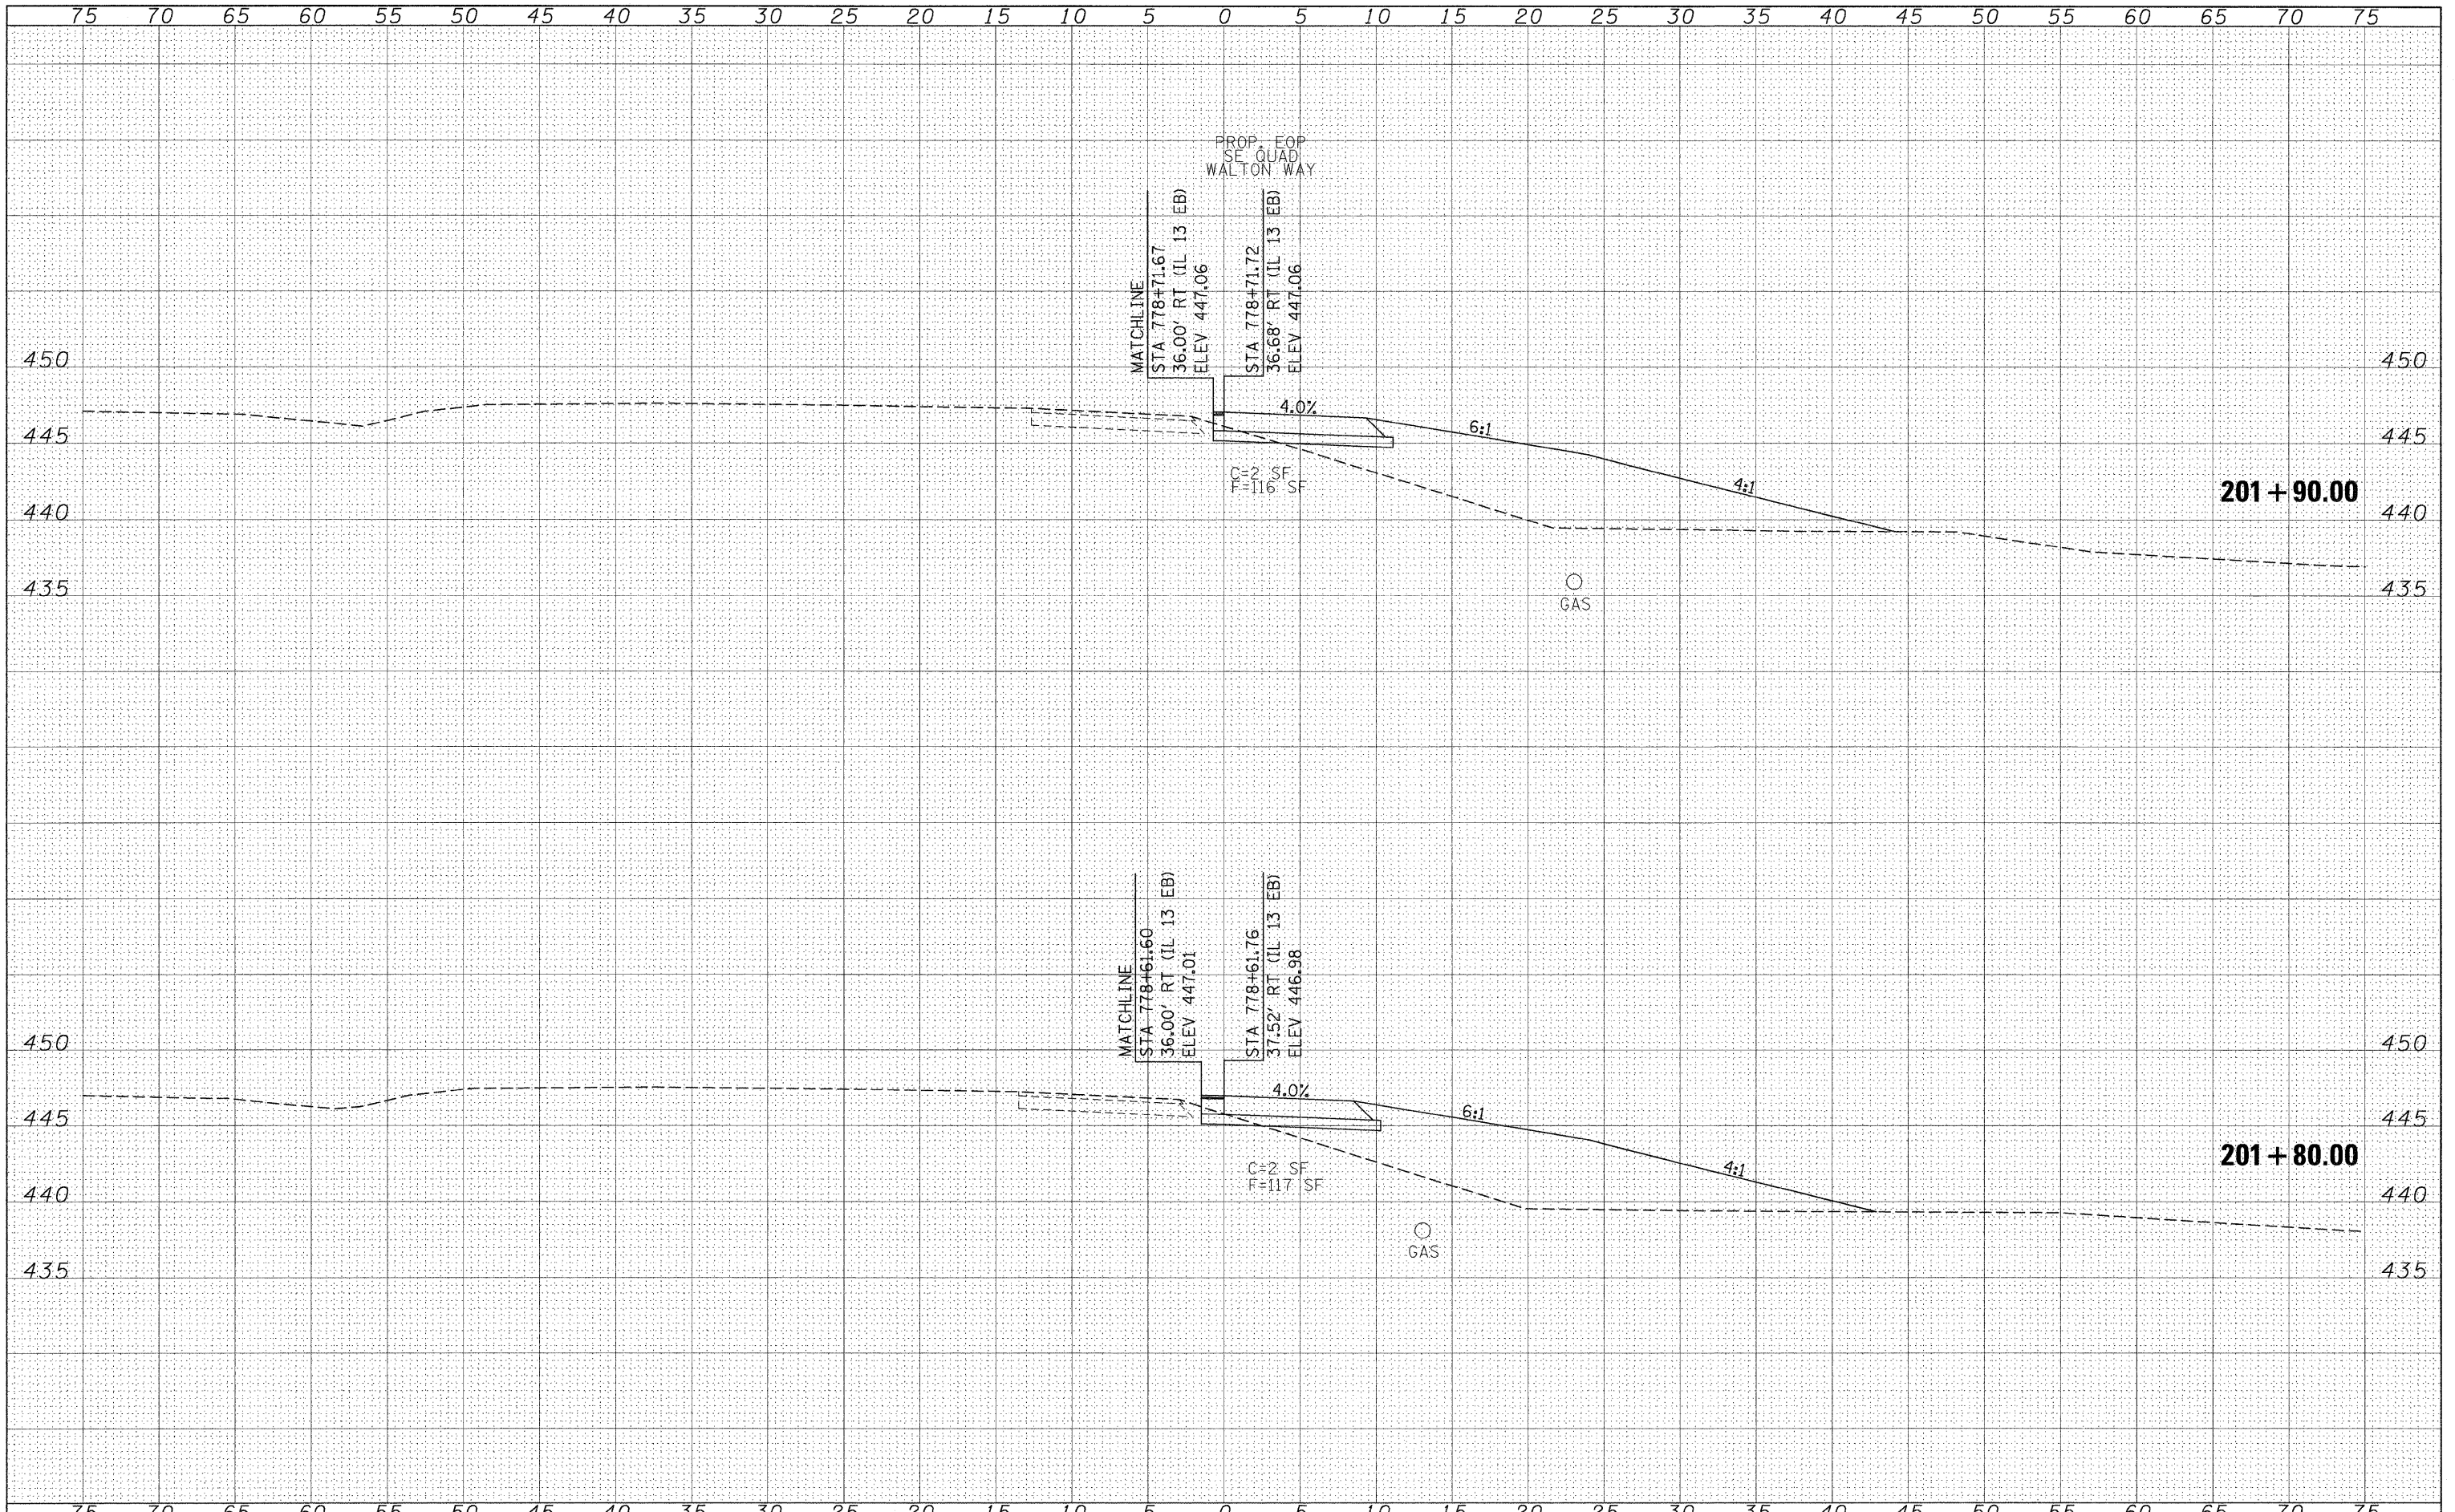 75 70 65 60 55 50 45 40 35 30 25 20 15 10 5 0 5 10 15 20 25 30 35 40 45 50 55 60 65 70 75
PROP. EOP
SE QUAD
WALTON WAY
MATCHLINE
STA 778+71.67
36.00' RT (IL 13 EB)
ELEV 447.06
STA 778+71.72
36.68' RT (IL 13 EB)
ELEV 447.06
450 450
4.0%
6:1
445 445
C=2 SF
F=116 SF
4:1
201+90.00
440 440
435 435
GAS
MATCHLINE
STA 778+61.60
36.00' RT (IL 13 EB)
ELEV 447.01
STA 778+61.76
37.52' RT (IL 13 EB)
ELEV 446.98
450 450
4.0%
6:1
445 445
C=2 SF
F=117 SF
4:1
201+80.00
440 440
GAS
435 435
75 70 65 60 55 50 45 40 35 30 25 20 15 10 5 0 5 10 15 20 25 30 35 40 45 50 55 60 65 70 75